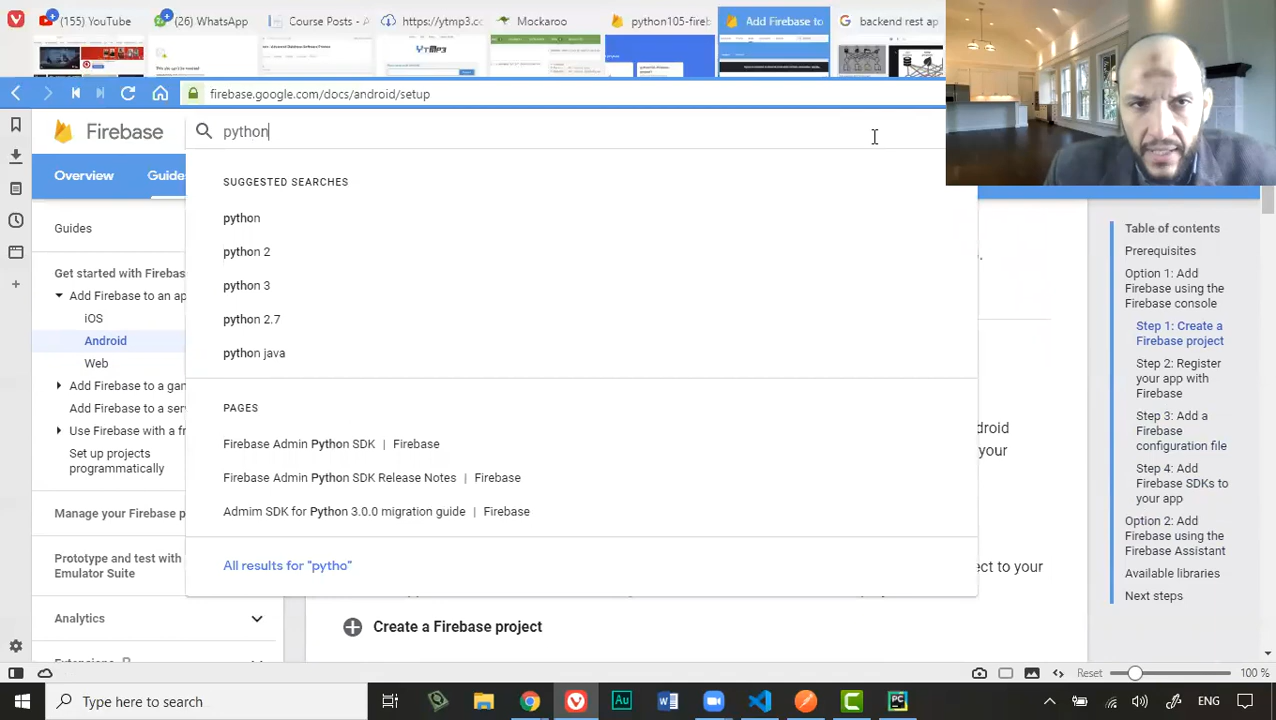 (26) WhatsApp
Course Posts - 
https://ytmp3.c
Mockaroo
python105-fireb
Add Firebase to
backend rest app
firebase.google.com/docs/android/setup
Firebase
python
Overview
Guides
SUGGESTED SEARCHES
python
python 2
python 3
python 2.7
python java
PAGES
Firebase Admin Python SDK | Firebase
Firebase Admin Python SDK Release Notes | Firebase
Admim SDK for Python 3.0.0 migration guide | Firebase
All results for "pytho"
Guides
Get started with Firebas
Add Firebase to an ap
iOS
Android
Web
Add Firebase to a gan
Add Firebase to a serv
Use Firebase with a fr
Set up projects
programmatically
Manage your Firebase p
Prototype and test with
Emulator Suite
Analytics
Extensions
droid
your
ect to your
Create a Firebase project
Table of contents
Prerequisites
Option 1: Add
Firebase using the
Firebase console
Step 1: Create a
Firebase project
Step 2: Register
your app with
Firebase
Step 3: Add a
Firebase
configuration file
Step 4: Add
Firebase SDKs to
your app
Option 2: Add
Firebase using the
Firebase Assistant
Available libraries
Next steps
Reset
100 %
Type here to search
Au
ENG